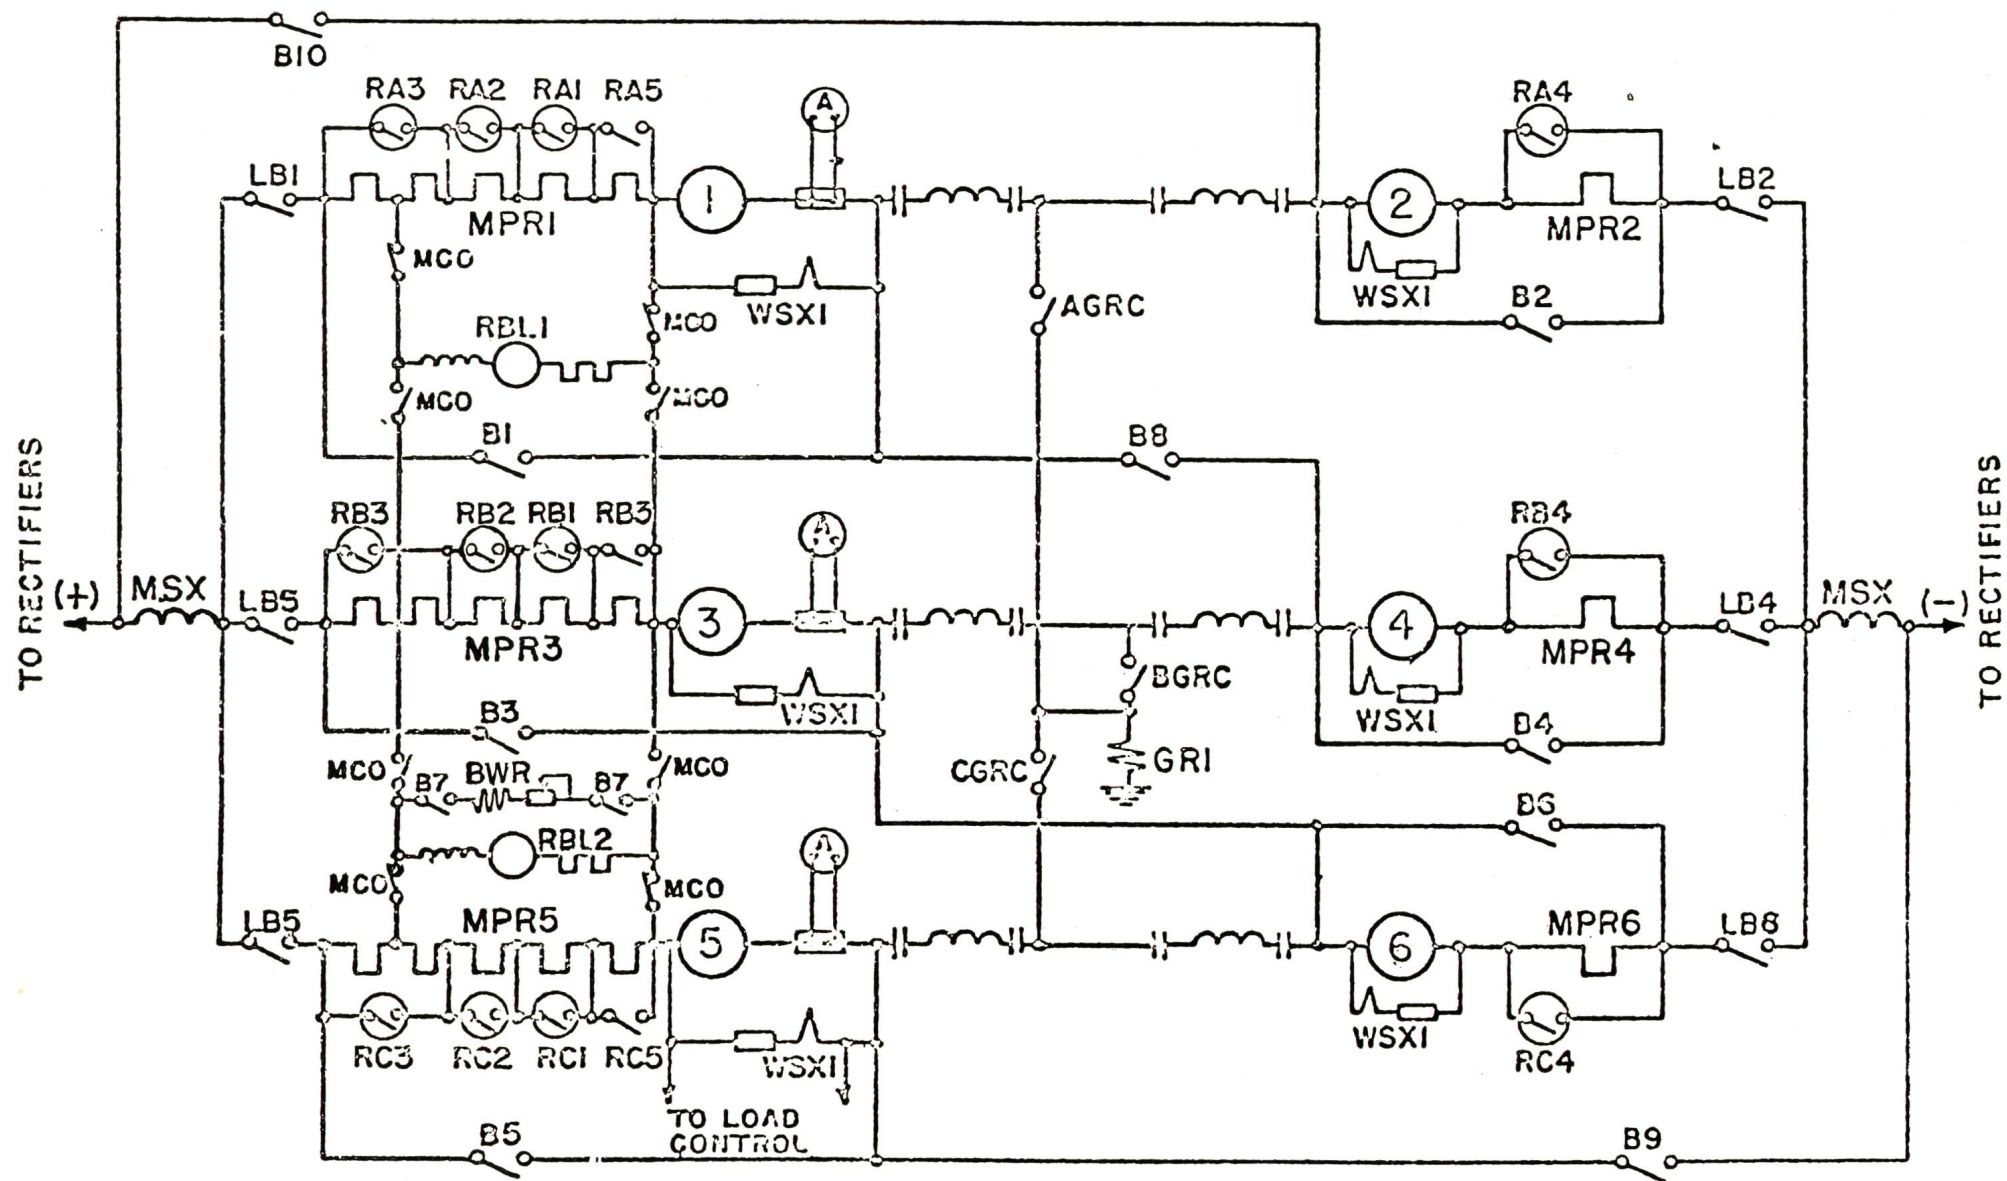 B10
RA3 RA2 RA1 RA5
A
RA4
LB1
MPR1
1
2
MPR2
LB2
MCO
WSX1
WSX1
B2
MCO
AGRC
RBL1
MCO
MCO
B1
B8
TO RECTIFIERS
(+)
MSX
RB3 RB2 RB1 RB3
A
RB4
LB5
MPR3
3
4
MPR4
LB4
MSX
(-)
TO RECTIFIERS
WSX1
BGRC
WSX1
B3
B4
MCO
B7
BWR
B7
MCO
CGRC
GR1
RBL2
A
B6
MCO
MCO
LB5
MPR5
5
6
MPR6
LB6
RC3 RC2 RC1 RC5
WSX1
WSX1
RC4
TO LOAD
CONTROL
B5
B9